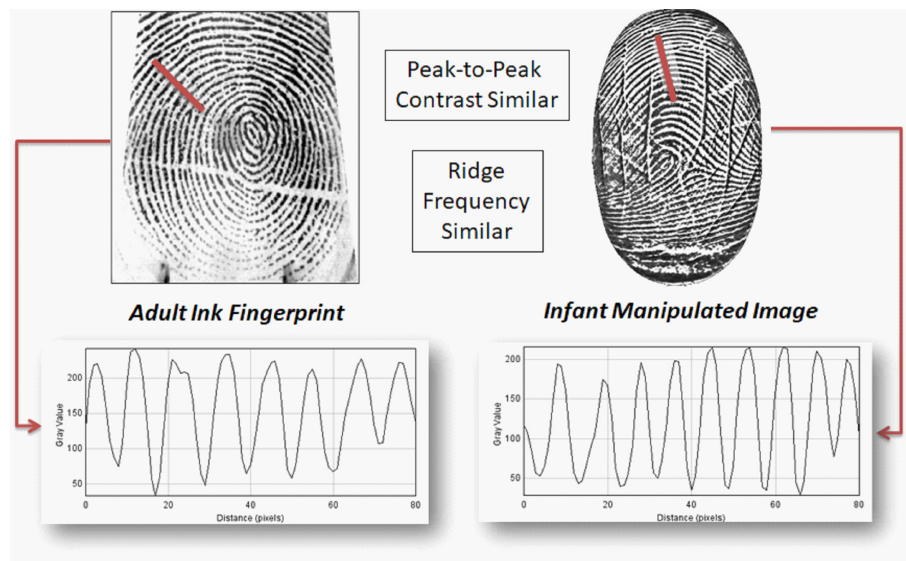 Peak-to-Peak
Contrast Similar
Ridge
Frequency
Similar
Adult Ink Fingerprint
Infant Manipulated Image
200
150
100
50
Gray Value
0
20
40
60
80
Distance (pixels)
200
150
100
50
Gray Value
0
20
40
60
80
Distance (pixels)